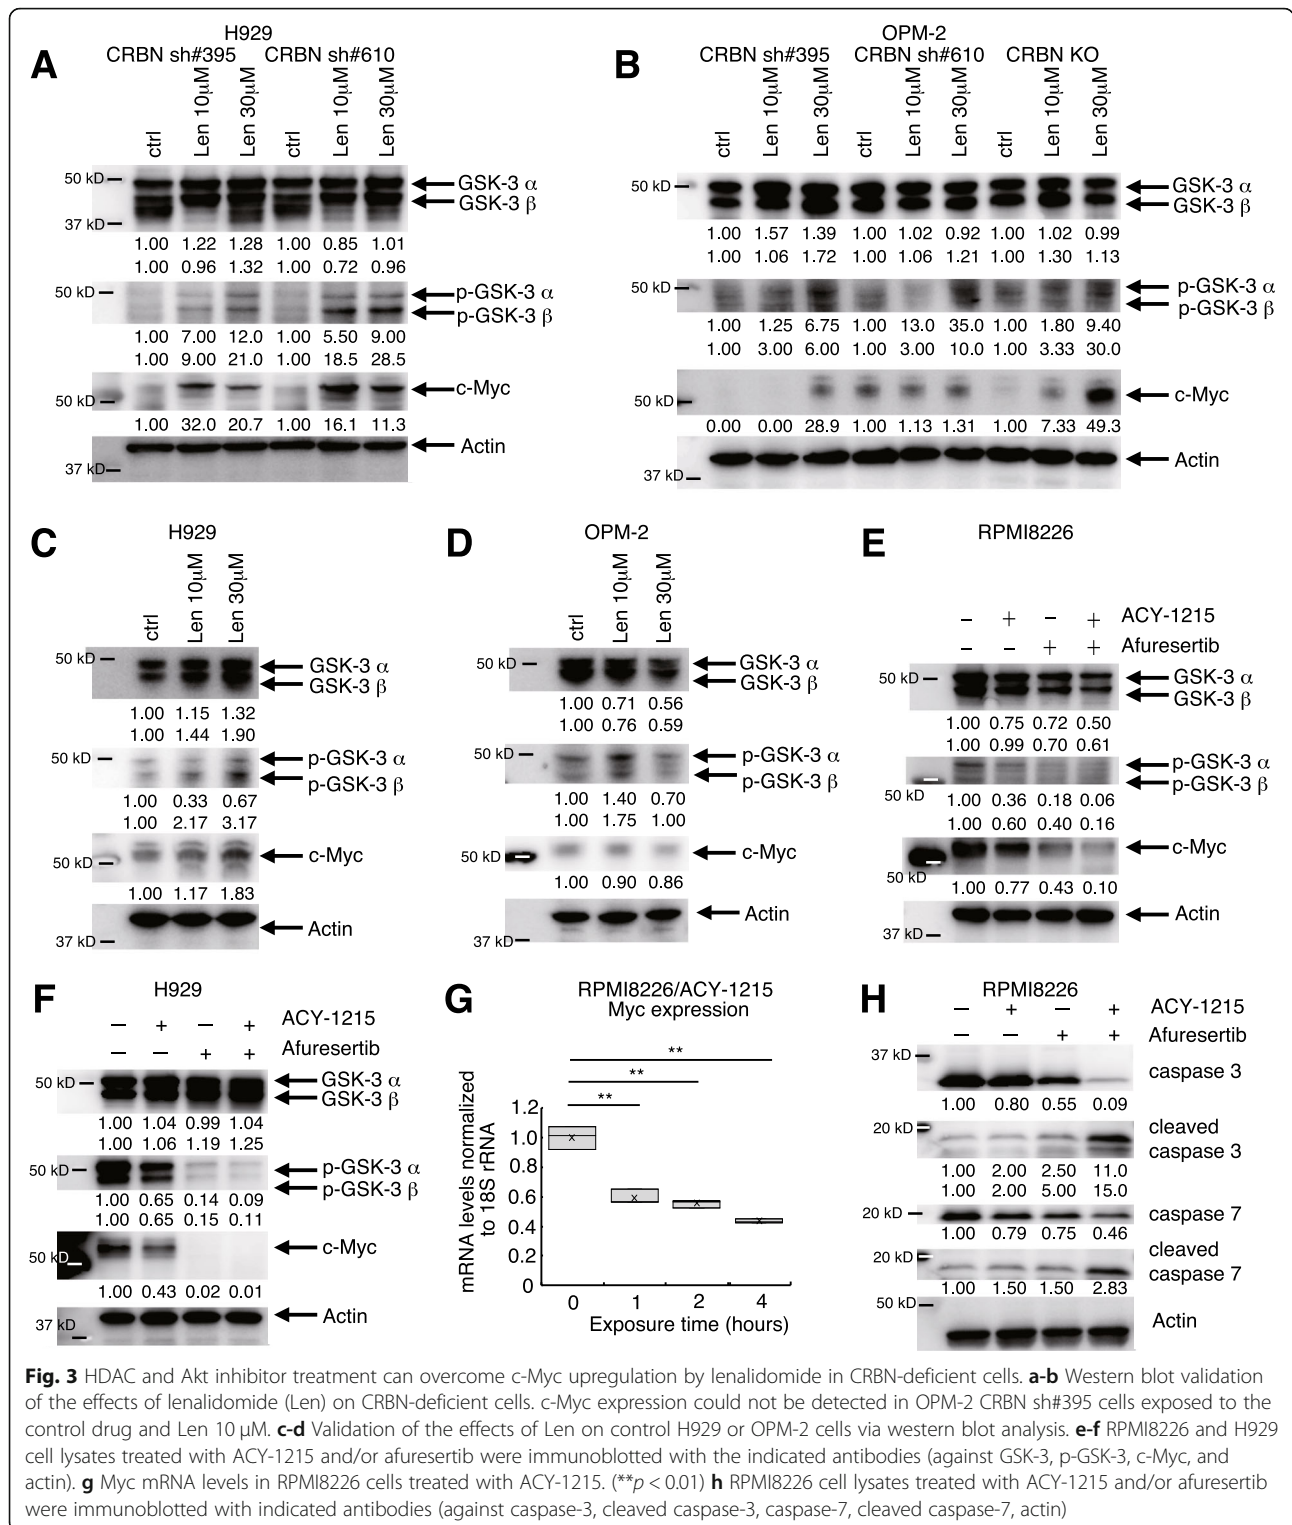 A
H929
CRBN sh#395 CRBN sh#610
ctrl Len 10µM Len 30µM ctrl Len 10µM Len 30µM
50 kD
GSK-3 α
GSK-3 β
37 kD
1.00 1.22 1.28 1.00 0.85 1.01
1.00 0.96 1.32 1.00 0.72 0.96
50 kD
p-GSK-3 α
p-GSK-3 β
1.00 7.00 12.0 1.00 5.50 9.00
1.00 9.00 21.0 1.00 18.5 28.5
c-Myc
50 kD
1.00 32.0 20.7 1.00 16.1 11.3
Actin
37 kD
B
OPM-2
CRBN sh#395 CRBN sh#610 CRBN KO
ctrl Len 10µM Len 30µM ctrl Len 10µM Len 30µM ctrl Len 10µM Len 30µM
50 kD
GSK-3 α
GSK-3 β
1.00 1.57 1.39 1.00 1.02 0.92 1.00 1.02 0.99
1.00 1.06 1.72 1.00 1.06 1.21 1.00 1.30 1.13
50 kD
p-GSK-3 α
p-GSK-3 β
1.00 1.25 6.75 1.00 13.0 35.0 1.00 1.80 9.40
1.00 3.00 6.00 1.00 3.00 10.0 1.00 3.33 30.0
c-Myc
50 kD
0.00 0.00 28.9 1.00 1.13 1.31 1.00 7.33 49.3
Actin
37 kD
C
H929
ctrl Len 10µM Len 30µM
50 kD
GSK-3 α
GSK-3 β
1.00 1.15 1.32
1.00 1.44 1.90
50 kD
p-GSK-3 α
p-GSK-3 β
1.00 0.33 0.67
1.00 2.17 3.17
50 kD
c-Myc
1.00 1.17 1.83
Actin
37 kD
D
OPM-2
ctrl Len 10µM Len 30µM
50 kD
GSK-3 α
GSK-3 β
1.00 0.71 0.56
1.00 0.76 0.59
50 kD
p-GSK-3 α
p-GSK-3 β
1.00 1.40 0.70
1.00 1.75 1.00
50 kD
c-Myc
1.00 0.90 0.86
Actin
37 kD
E
RPMI8226
– + – + ACY-1215
– – + + Afuresertib
50 kD
GSK-3 α
GSK-3 β
1.00 0.75 0.72 0.50
1.00 0.99 0.70 0.61
p-GSK-3 α
p-GSK-3 β
50 kD
1.00 0.36 0.18 0.06
1.00 0.60 0.40 0.16
c-Myc
50 kD
1.00 0.77 0.43 0.10
Actin
37 kD
F
H929
– + – + ACY-1215
– – + + Afuresertib
50 kD
GSK-3 α
GSK-3 β
1.00 1.04 0.99 1.04
1.00 1.06 1.19 1.25
50 kD
p-GSK-3 α
p-GSK-3 β
1.00 0.65 0.14 0.09
1.00 0.65 0.15 0.11
c-Myc
50 kD
1.00 0.43 0.02 0.01
Actin
37 kD
G
RPMI8226/ACY-1215
Myc expression
**
**
**
mRNA levels normalized
to 18S rRNA
1.2
1.0
0.8
0.6
0.4
0.2
0
0 1 2 4
Exposure time (hours)
H
RPMI8226
– + – + ACY-1215
– – + + Afuresertib
37 kD
caspase 3
1.00 0.80 0.55 0.09
20 kD
cleaved
caspase 3
1.00 2.00 2.50 11.0
1.00 2.00 5.00 15.0
20 kD
caspase 7
1.00 0.79 0.75 0.46
20 kD
cleaved
caspase 7
1.00 1.50 1.50 2.83
50 kD
Actin
Fig. 3 HDAC and Akt inhibitor treatment can overcome c-Myc upregulation by lenalidomide in CRBN-deficient cells. a-b Western blot validation
of the effects of lenalidomide (Len) on CRBN-deficient cells. c-Myc expression could not be detected in OPM-2 CRBN sh#395 cells exposed to the
control drug and Len 10 μM. c-d Validation of the effects of Len on control H929 or OPM-2 cells via western blot analysis. e-f RPMI8226 and H929
cell lysates treated with ACY-1215 and/or afuresertib were immunoblotted with the indicated antibodies (against GSK-3, p-GSK-3, c-Myc, and
actin). g Myc mRNA levels in RPMI8226 cells treated with ACY-1215. (**p < 0.01) h RPMI8226 cell lysates treated with ACY-1215 and/or afuresertib
were immunoblotted with indicated antibodies (against caspase-3, cleaved caspase-3, caspase-7, cleaved caspase-7, actin)